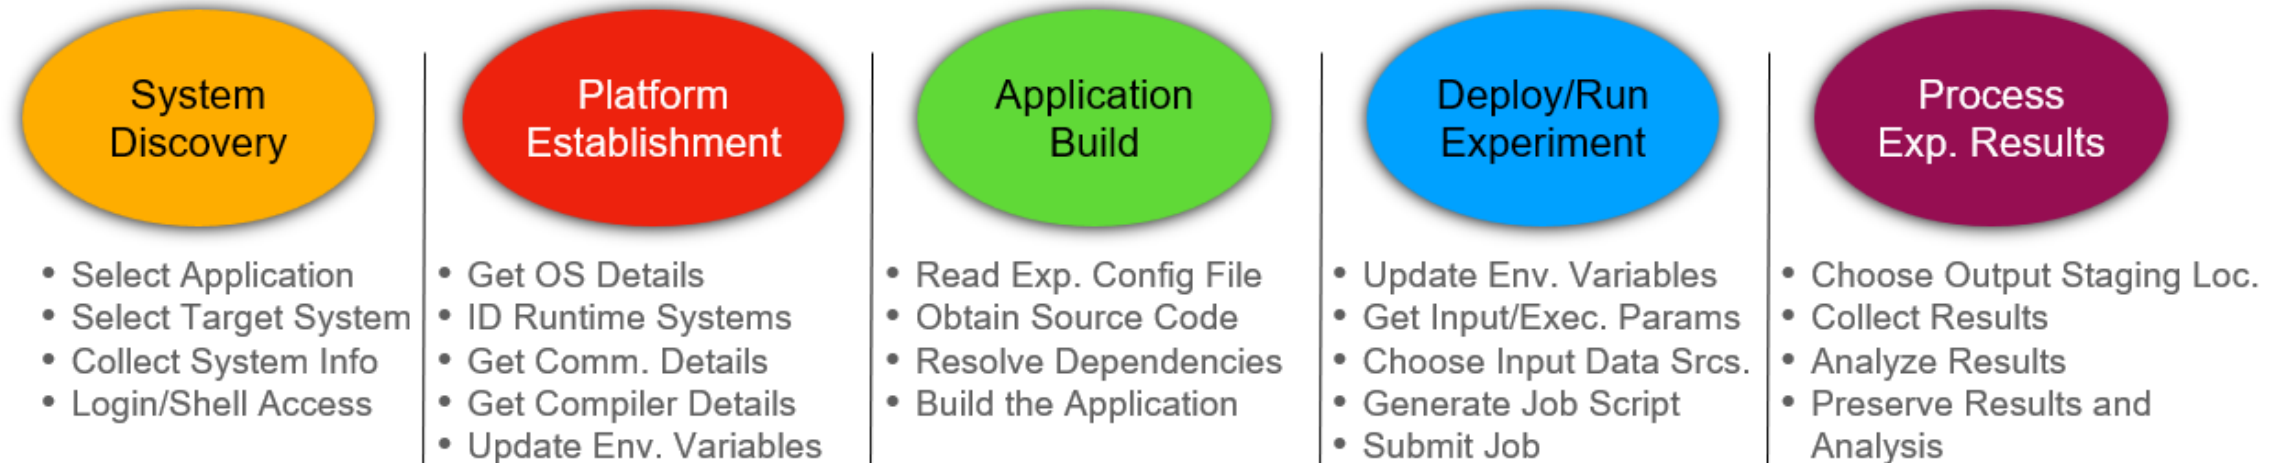 System
Discovery
• Select Application
• Select Target System
• Collect System Info
• Login/Shell Access
Platform
Establishment
• Get OS Details
• ID Runtime Systems
• Get Comm. Details
• Get Compiler Details
• Update Env. Variables
Application
Build
• Read Exp. Config File
• Obtain Source Code
• Resolve Dependencies
• Build the Application
Deploy/Run
Experiment
• Update Env. Variables
• Get Input/Exec. Params
• Choose Input Data Srcs.
• Generate Job Script
• Submit Job
Process
Exp. Results
• Choose Output Staging Loc.
• Collect Results
• Analyze Results
• Preserve Results and
Analysis